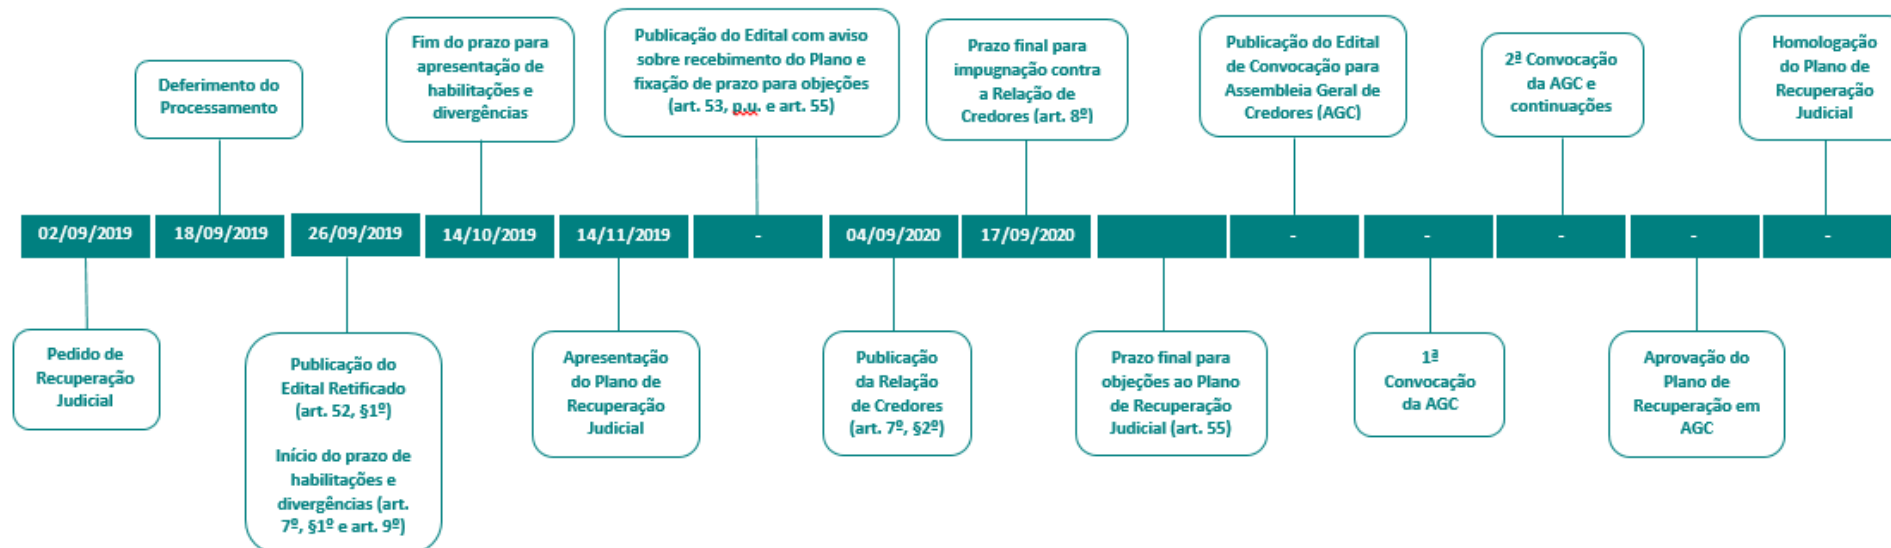 Deferimento do
Processamento
Fim do prazo para
apresentação de
habilitações e
divergências
Publicação do Edital com aviso
sobre recebimento do Plano e
fixação de prazo para objeções
(art. 53, p.u. e art. 55)
Prazo final para
impugnação contra
a Relação de
Credores (art. 8º)
Publicação do Edital
de Convocação para
Assembleia Geral de
Credores (AGC)
2ª Convocação
da AGC e
continuações
Homologação
do Plano de
Recuperação
Judicial
02/09/2019 18/09/2019 26/09/2019 14/10/2019 14/11/2019 - 04/09/2020 17/09/2020 - - - - -
Pedido de
Recuperação
Judicial
Publicação do
Edital Retificado
(art. 52, §1º)
Início do prazo de
habilitações e
divergências (art.
7º, §1º e art. 9º)
Apresentação
do Plano de
Recuperação
Judicial
Publicação
da Relação
de Credores
(art. 7º, §2º)
Prazo final para
objeções ao Plano
de Recuperação
Judicial (art. 55)
1ª
Convocação
da AGC
Aprovação do
Plano de
Recuperação em
AGC